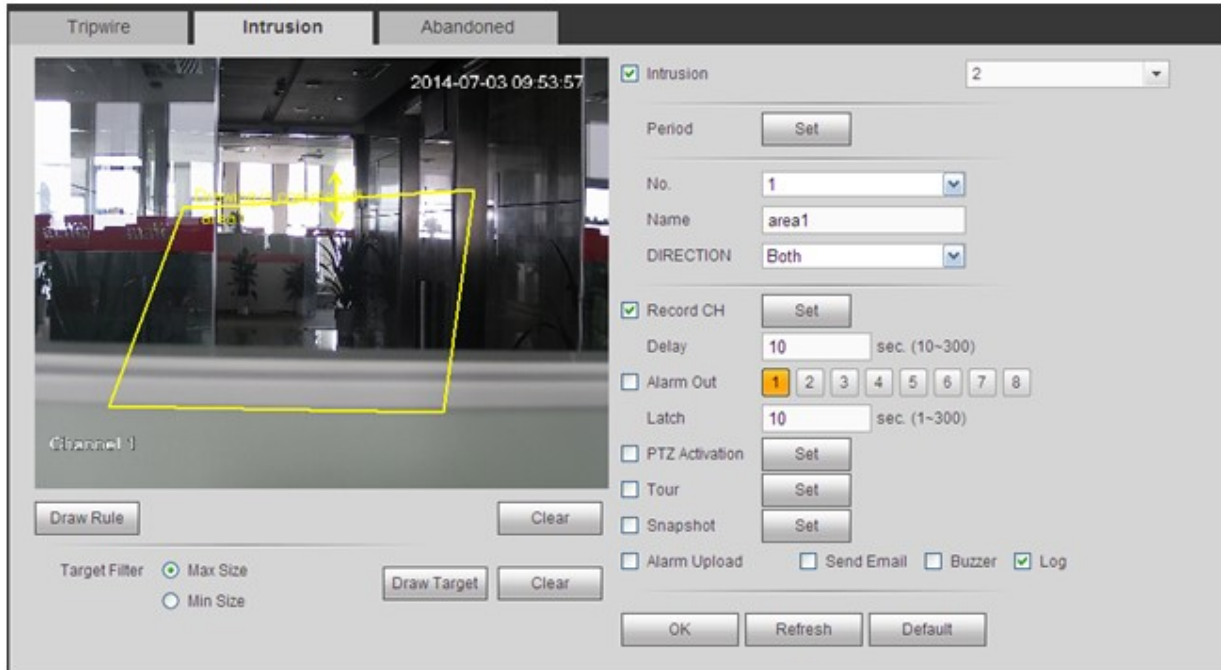 Tripwire Intrusion Abandoned
2014-07-03 09:53:57
area1
Channel 1
Draw Rule Clear
Target Filter Max Size
Min Size
Draw Target Clear
Intrusion 2
Period Set
No. 1
Name area1
DIRECTION Both
Record CH Set
Delay 10 sec. (10~300)
Alarm Out 1 2 3 4 5 6 7 8
Latch 10 sec. (1~300)
PTZ Activation Set
Tour Set
Snapshot Set
Alarm Upload Send Email Buzzer Log
OK Refresh Default